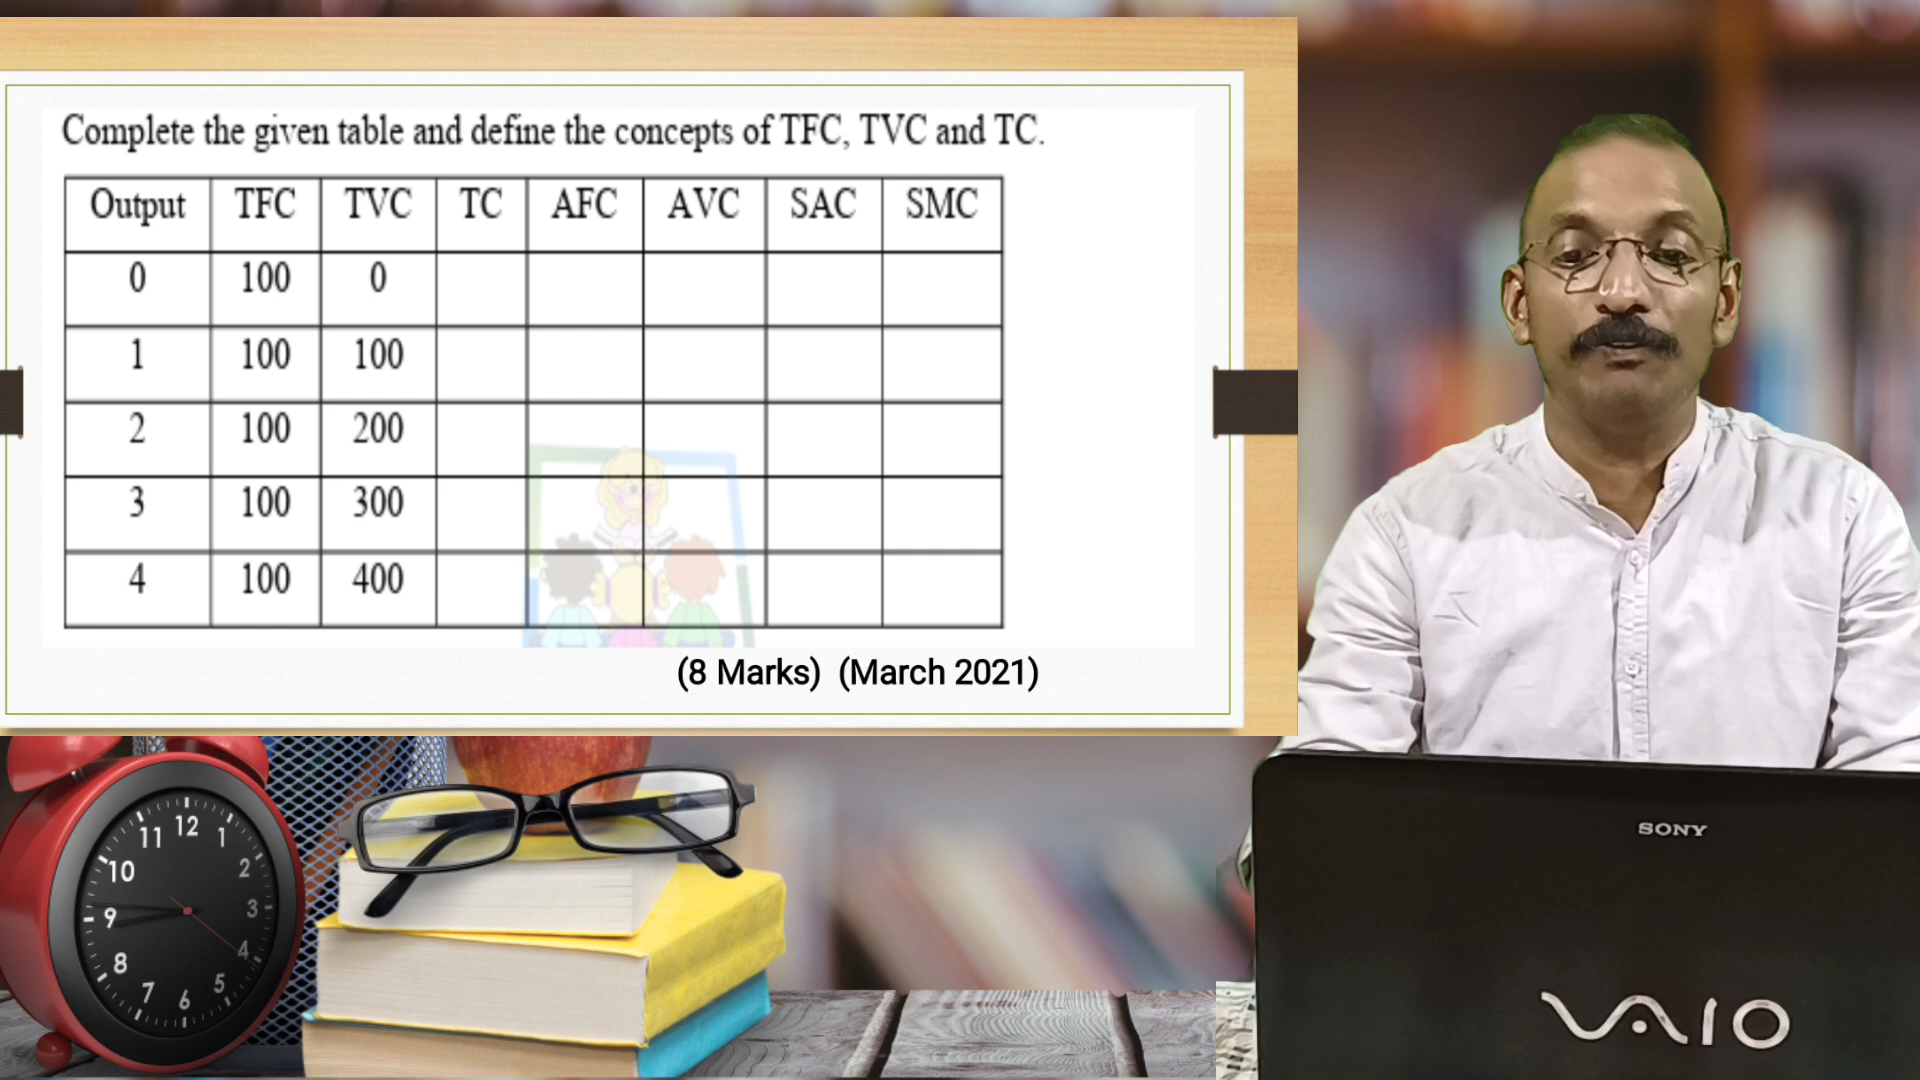 Complete the given table and define the concepts of TFC, TVC and TC.
Output TFC TVC TC AFC AVC SAC SMC
0 100 0
1 100 100
2 100 200
3 100 300
4 100 400
(8 Marks) (March 2021)
12
11 1
10 2
9 3
8 4
7 5
6
SONY
VAIO